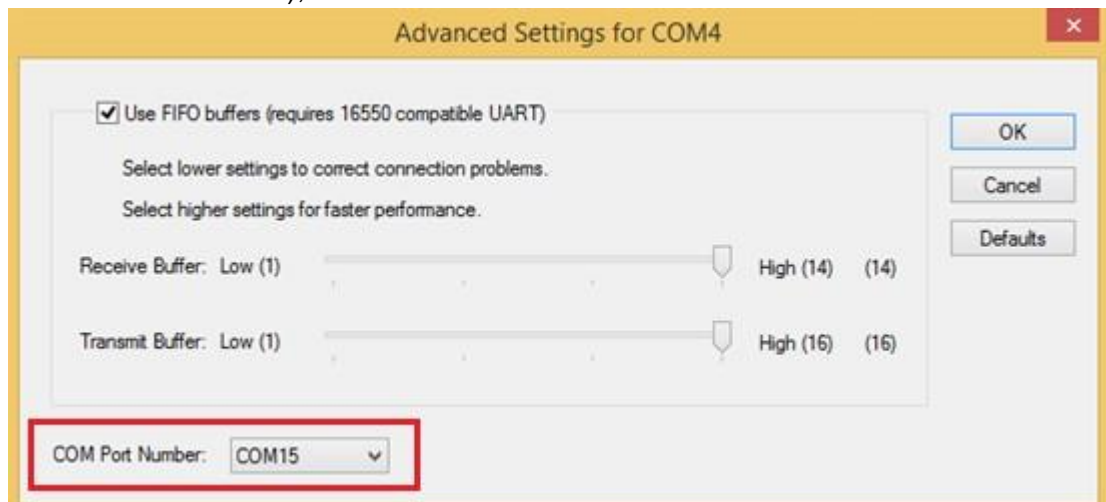 Advanced Settings for COM4
Use FIFO buffers (requires 16550 compatible UART)
OK
Select lower settings to correct connection problems.
Cancel
Select higher settings for faster performance.
Defaults
Receive Buffer: Low (1) High (14) (14)
Transmit Buffer: Low (1) High (16) (16)
COM Port Number: COM15